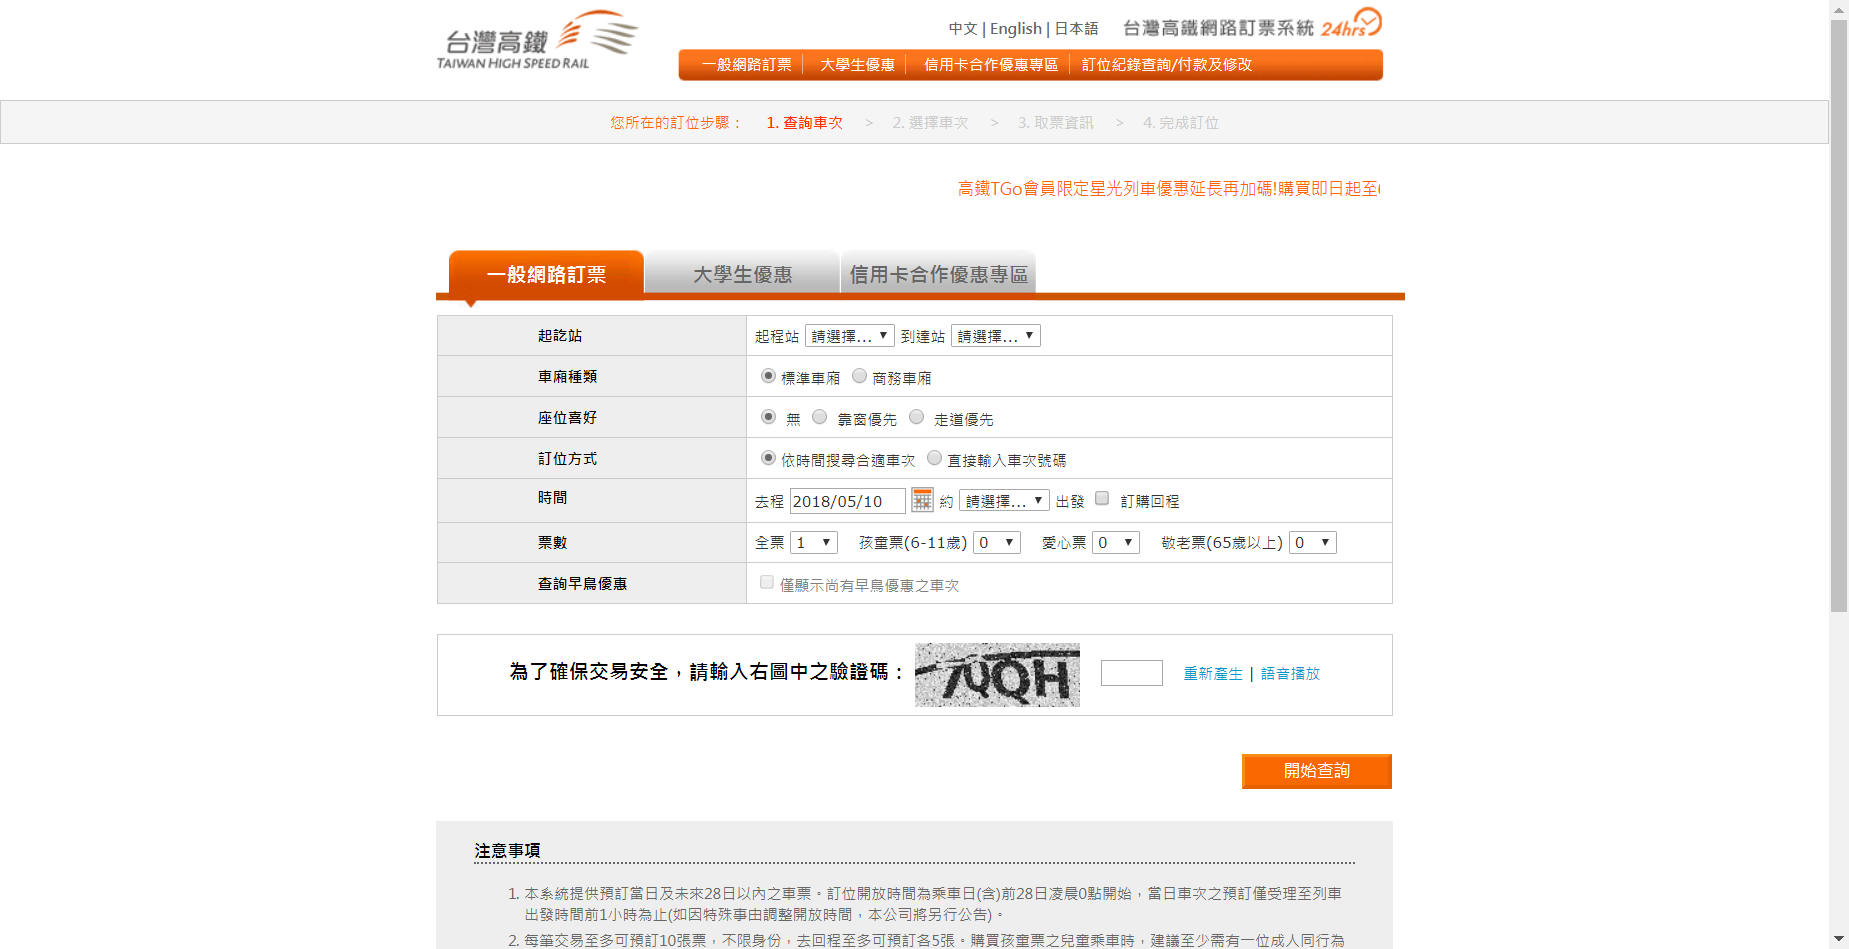 台灣高鐵
TAIWAN HIGH SPEED RAIL
中文 | English | 日本語
台灣高鐵網路訂票系統 24hrs
一般網路訂票 大學生優惠 信用卡合作優惠專區 訂位紀錄查詢/付款及修改
您所在的訂位步驟： 1. 查詢車次 > 2. 選擇車次 > 3. 取票資訊 > 4. 完成訂位
高鐵TGo會員限定星光列車優惠延長再加碼!購買即日起至
一般網路訂票 大學生優惠 信用卡合作優惠專區
起訖站 起程站 請選擇... 到達站 請選擇...
車廂種類 標準車廂 商務車廂
座位喜好 無 靠窗優先 走道優先
訂位方式 依時間搜尋合適車次 直接輸入車次號碼
時間 去程 2018/05/10 約 請選擇... 出發 訂購回程
票數 全票 1 孩童票(6-11歲) 0 愛心票 0 敬老票(65歲以上) 0
查詢早鳥優惠 僅顯示尚有早鳥優惠之車次
為了確保交易安全，請輸入右圖中之驗證碼： 7QQH 重新產生 | 語音播放
開始查詢
注意事項
1. 本系統提供預訂當日及未來28日以內之車票。訂位開放時間為乘車日(含)前28日凌晨0點開始，當日車次之預訂僅受理至列車
出發時間前1小時為止(如因特殊事由調整開放時間，本公司將另行公告)。
2. 每筆交易至多可預訂10張票，不限身份，去回程至多可預訂各5張。購買孩童票之兒童乘車時，建議至少需有一位成人同行為